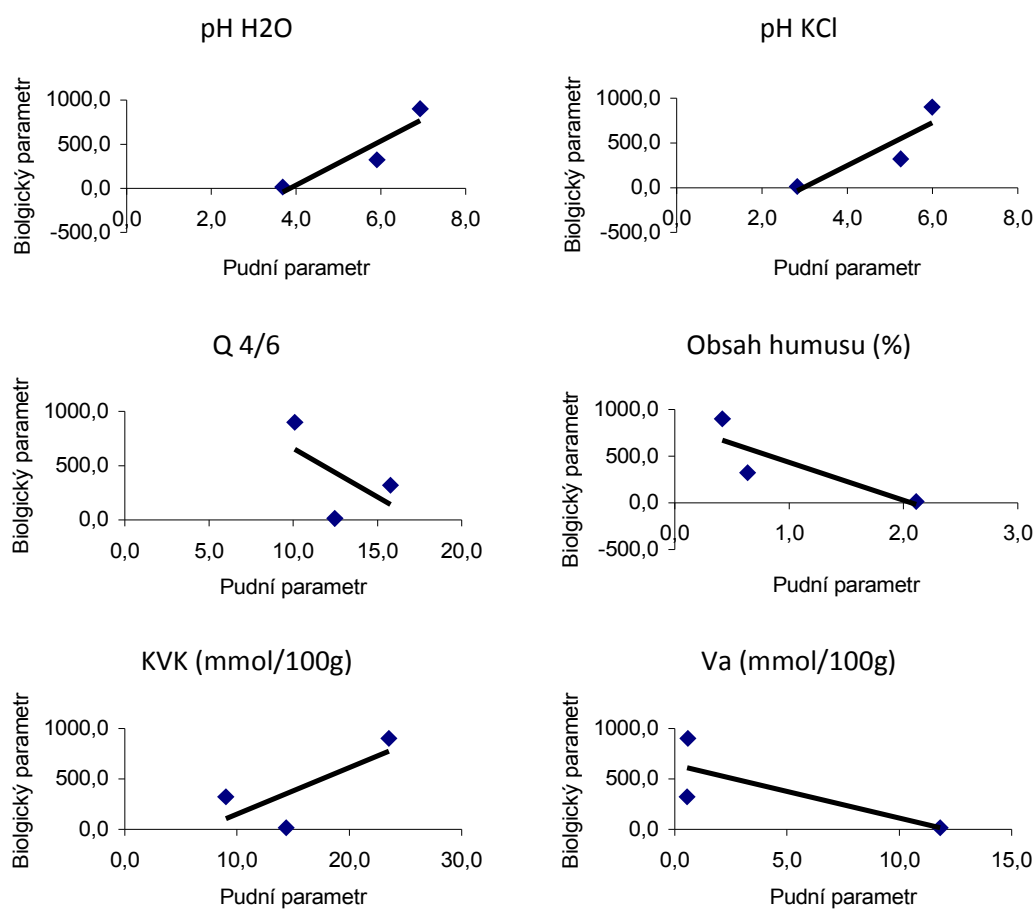 pH H2O
Biolgický parametr
1000,0
500,0
0,0
-500,0
0,0 2,0 4,0 6,0 8,0
Pudní parametr
pH KCl
Biolgický parametr
1000,0
500,0
0,0
-500,0
0,0 2,0 4,0 6,0 8,0
Pudní parametr
Q 4/6
Biolgický parametr
1000,0
500,0
0,0
0,0 5,0 10,0 15,0 20,0
Pudní parametr
Obsah humusu (%)
Biolgický parametr
1000,0
500,0
0,0
-500,0
0,0 1,0 2,0 3,0
Pudní parametr
KVK (mmol/100g)
Biolgický parametr
1000,0
500,0
0,0
0,0 10,0 20,0 30,0
Pudní parametr
Va (mmol/100g)
Biolgický parametr
1000,0
500,0
0,0
0,0 5,0 10,0 15,0
Pudní parametr